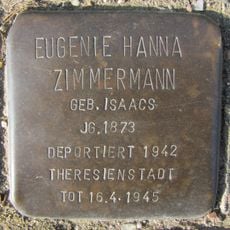 EUGENIE HANNA
ZIMMERMANN
GEB. ISAACS
JG. 1873
DEPORTIERT 1942
THERESIENSTADT
TOT 16.4.1945